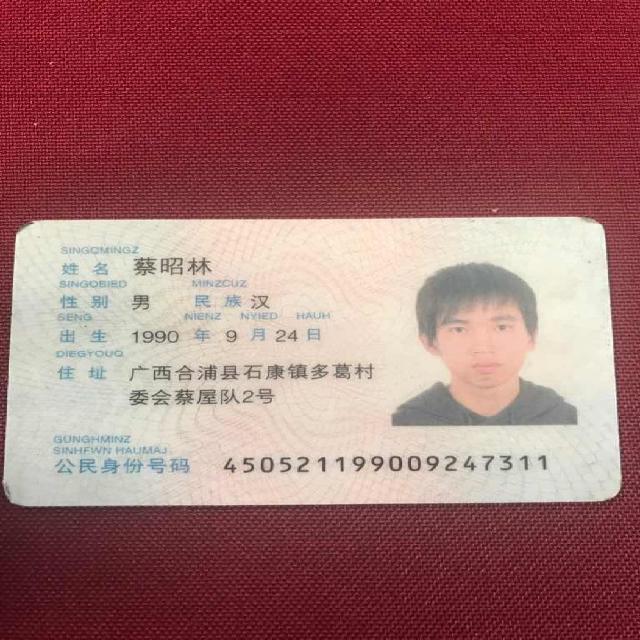 SINGQMINGZ
姓名 蔡昭林
SINGQBIED MINZCUZ
性别 男 民族 汉
SENG NIENZ NYIED HAUH
出生 1990 年 9 月 24 日
DIEGYOUQ
住址 广西合浦县石康镇多葛村
委会蔡屋队2号
GUNGHMINZ
SINHFWN HAUMAJ
公民身份号码 450521199009247311